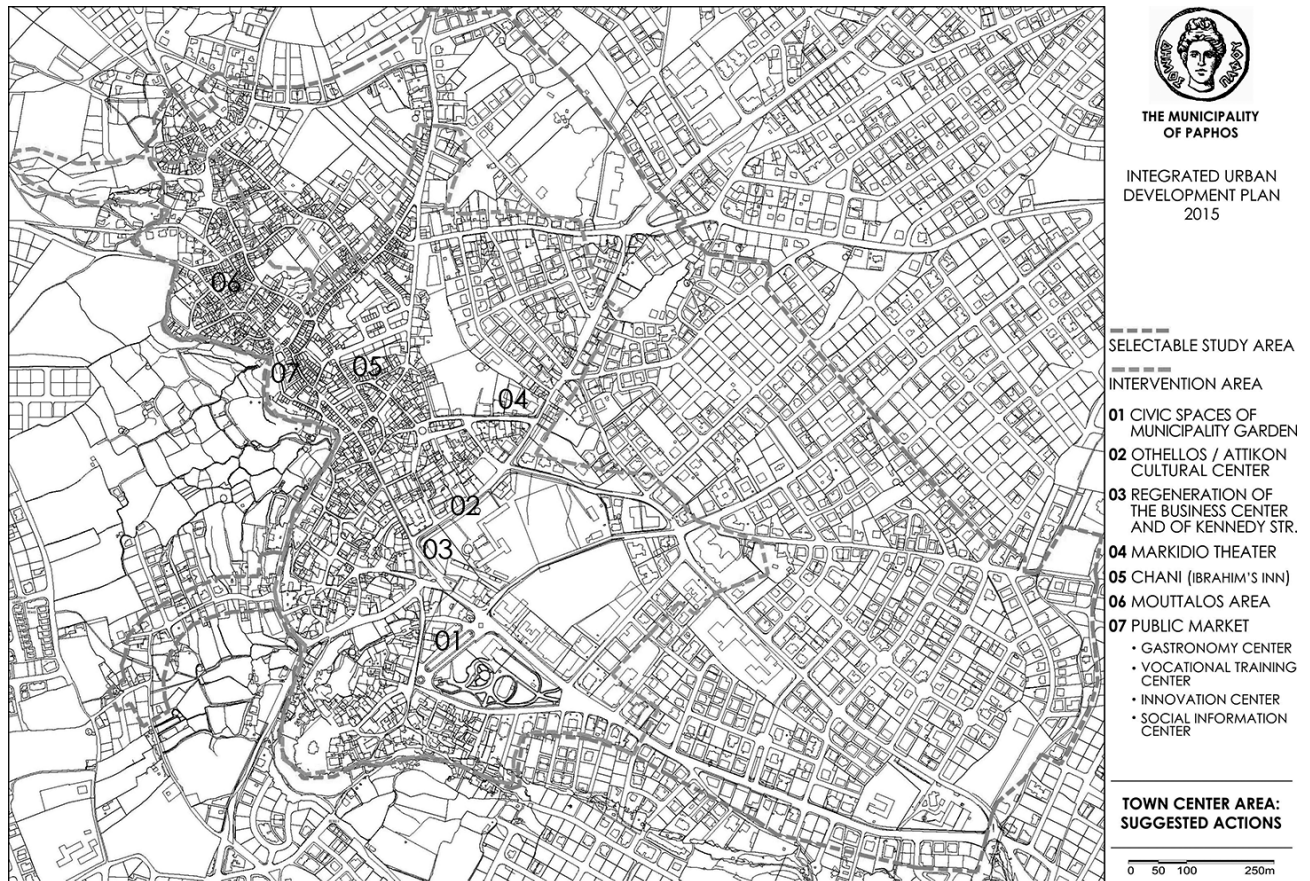 ΔΗΜΟΣ ΠΑΦΟΥ
THE MUNICIPALITY
OF PAPHOS
INTEGRATED URBAN
DEVELOPMENT PLAN
2015
SELECTABLE STUDY AREA
INTERVENTION AREA
01 CIVIC SPACES OF
MUNICIPALITY GARDEN
02 OTHELLOS / ATTIKON
CULTURAL CENTER
03 REGENERATION OF
THE BUSINESS CENTER
AND OF KENNEDY STR.
04 MARKIDIO THEATER
05 CHANI (IBRAHIM'S INN)
06 MOUTTALOS AREA
07 PUBLIC MARKET
• GASTRONOMY CENTER
• VOCATIONAL TRAINING
CENTER
• INNOVATION CENTER
• SOCIAL INFORMATION
CENTER
TOWN CENTER AREA:
SUGGESTED ACTIONS
0 50 100 250m
06
07
05
04
02
03
01